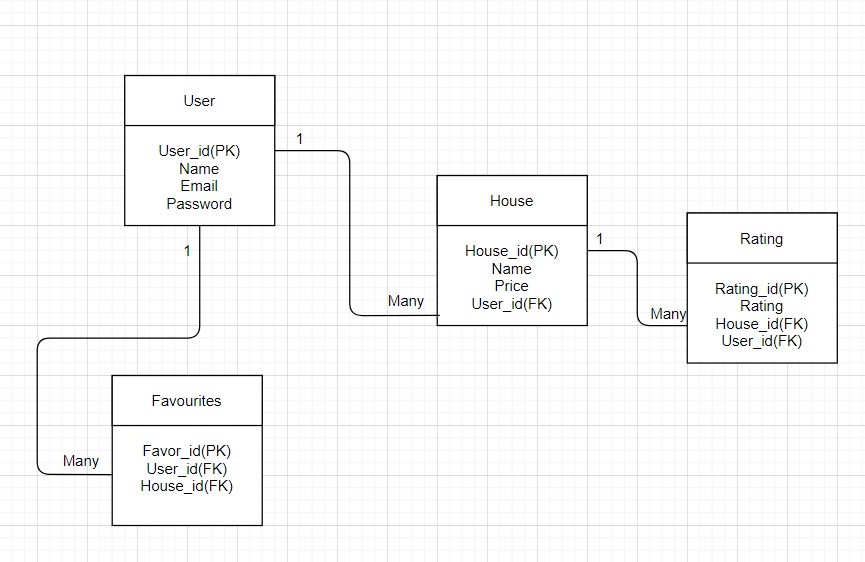 User
User_id(PK)
Name
Email
Password
1
1
Many
House
House_id(PK)
Name
Price
User_id(FK)
1
Many
Rating
Rating_id(PK)
Rating
House_id(FK)
User_id(FK)
Many
Favourites
Favor_id(PK)
User_id(FK)
House_id(FK)